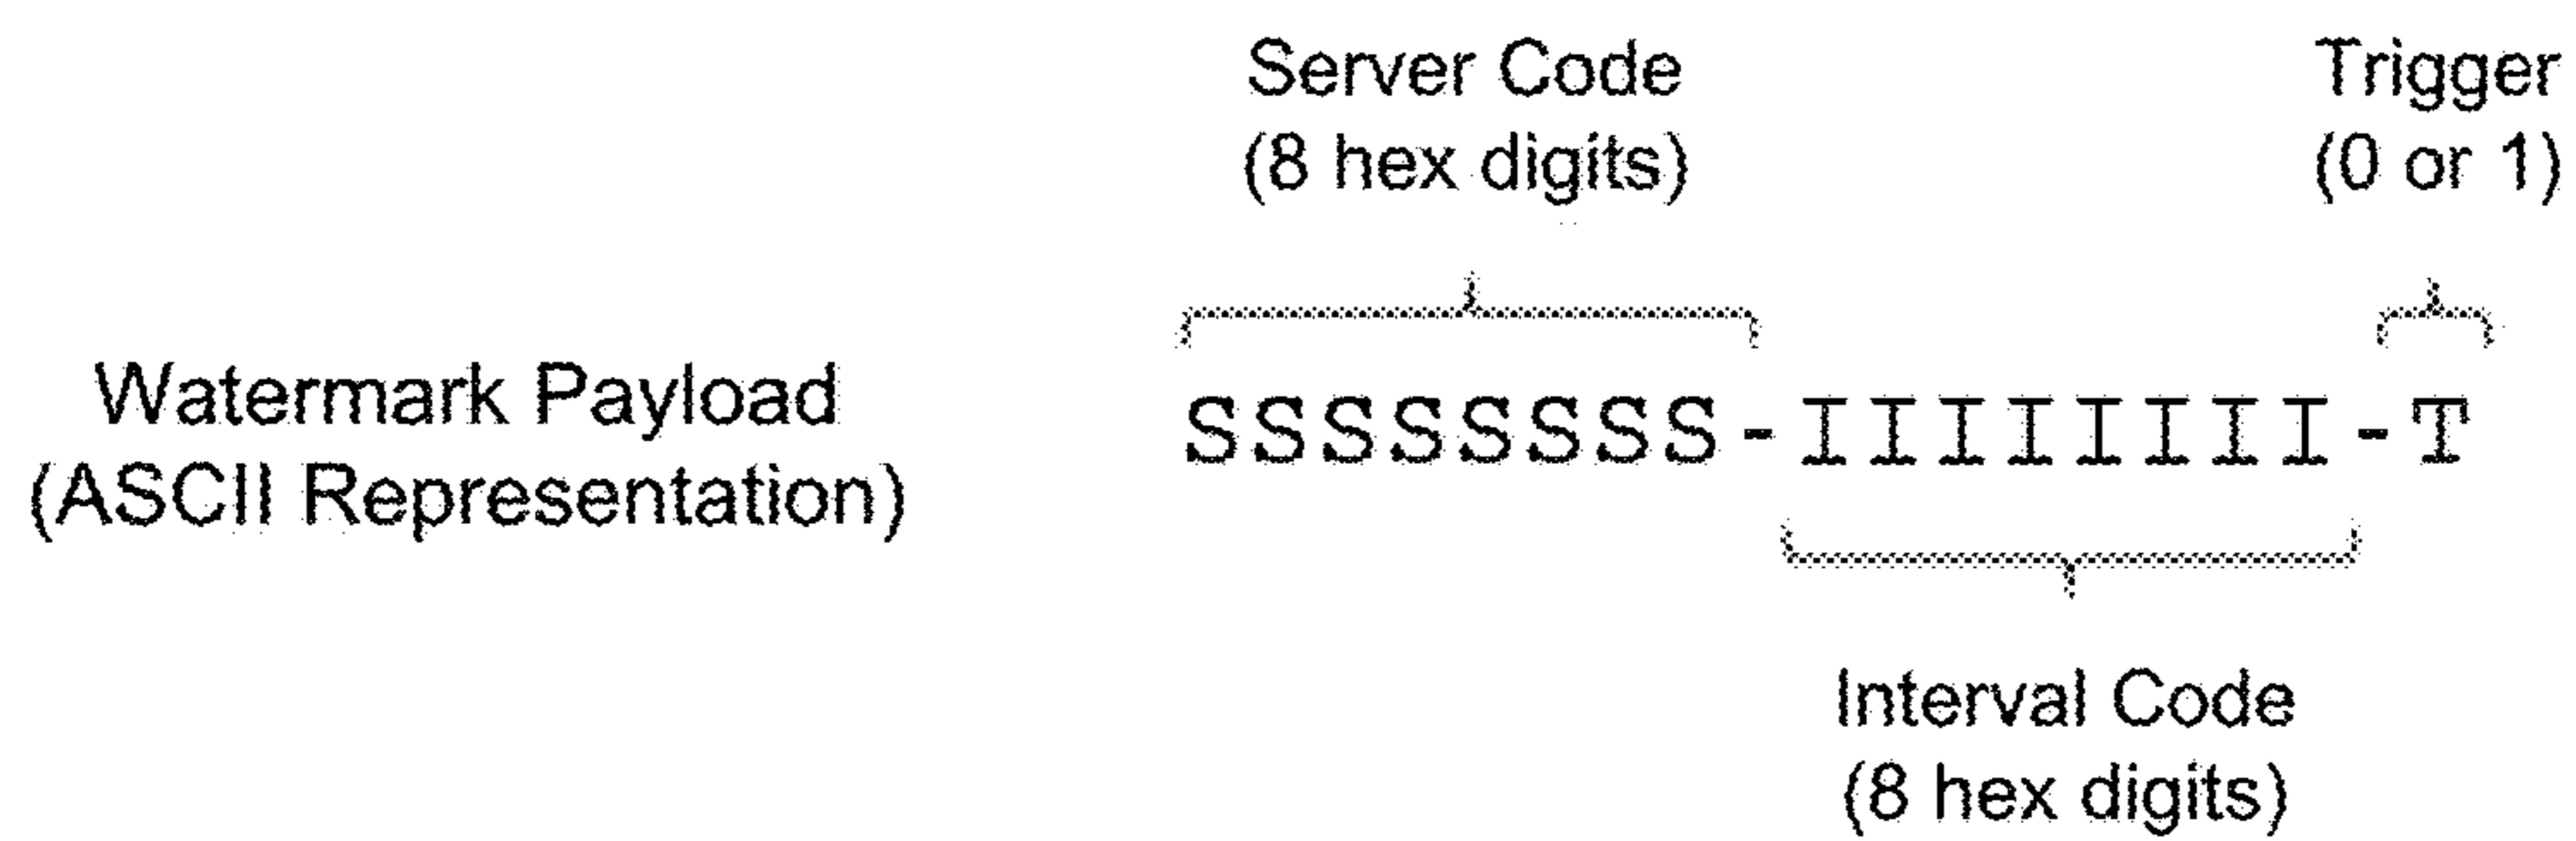 Server Code
(8 hex digits)
Trigger
(0 or 1)
Watermark Payload
(ASCII Representation)
SSSSSSSS-IIIIIIII-T
Interval Code
(8 hex digits)